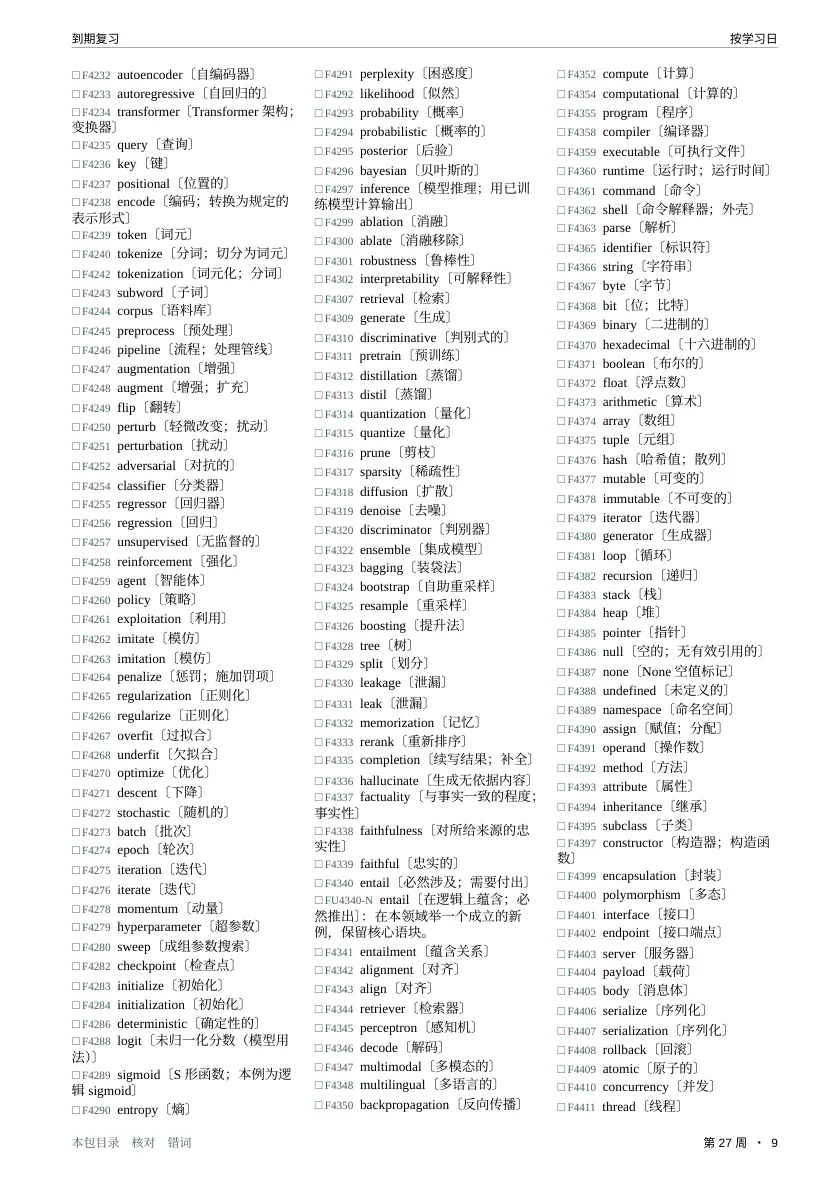 到期复习
按学习日
□ F4232 autoencoder〔自编码器〕
□ F4233 autoregressive〔自回归的〕
□ F4234 transformer〔Transformer 架构；
变换器〕
□ F4235 query〔查询〕
□ F4236 key〔键〕
□ F4237 positional〔位置的〕
□ F4238 encode〔编码；转换为规定的
表示形式〕
□ F4239 token〔词元〕
□ F4240 tokenize〔分词；切分为词元〕
□ F4242 tokenization〔词元化；分词〕
□ F4243 subword〔子词〕
□ F4244 corpus〔语料库〕
□ F4245 preprocess〔预处理〕
□ F4246 pipeline〔流程；处理管线〕
□ F4247 augmentation〔增强〕
□ F4248 augment〔增强；扩充〕
□ F4249 flip〔翻转〕
□ F4250 perturb〔轻微改变；扰动〕
□ F4251 perturbation〔扰动〕
□ F4252 adversarial〔对抗的〕
□ F4254 classifier〔分类器〕
□ F4255 regressor〔回归器〕
□ F4256 regression〔回归〕
□ F4257 unsupervised〔无监督的〕
□ F4258 reinforcement〔强化〕
□ F4259 agent〔智能体〕
□ F4260 policy〔策略〕
□ F4261 exploitation〔利用〕
□ F4262 imitate〔模仿〕
□ F4263 imitation〔模仿〕
□ F4264 penalize〔惩罚；施加罚项〕
□ F4265 regularization〔正则化〕
□ F4266 regularize〔正则化〕
□ F4267 overfit〔过拟合〕
□ F4268 underfit〔欠拟合〕
□ F4270 optimize〔优化〕
□ F4271 descent〔下降〕
□ F4272 stochastic〔随机的〕
□ F4273 batch〔批次〕
□ F4274 epoch〔轮次〕
□ F4275 iteration〔迭代〕
□ F4276 iterate〔迭代〕
□ F4278 momentum〔动量〕
□ F4279 hyperparameter〔超参数〕
□ F4280 sweep〔成组参数搜索〕
□ F4282 checkpoint〔检查点〕
□ F4283 initialize〔初始化〕
□ F4284 initialization〔初始化〕
□ F4286 deterministic〔确定性的〕
□ F4288 logit〔未归一化分数（模型用
法）〕
□ F4289 sigmoid〔S 形函数；本例为逻
辑 sigmoid〕
□ F4290 entropy〔熵〕
□ F4291 perplexity〔困惑度〕
□ F4292 likelihood〔似然〕
□ F4293 probability〔概率〕
□ F4294 probabilistic〔概率的〕
□ F4295 posterior〔后验〕
□ F4296 bayesian〔贝叶斯的〕
□ F4297 inference〔模型推理；用已训
练模型计算输出〕
□ F4299 ablation〔消融〕
□ F4300 ablate〔消融移除〕
□ F4301 robustness〔鲁棒性〕
□ F4302 interpretability〔可解释性〕
□ F4307 retrieval〔检索〕
□ F4309 generate〔生成〕
□ F4310 discriminative〔判别式的〕
□ F4311 pretrain〔预训练〕
□ F4312 distillation〔蒸馏〕
□ F4313 distil〔蒸馏〕
□ F4314 quantization〔量化〕
□ F4315 quantize〔量化〕
□ F4316 prune〔剪枝〕
□ F4317 sparsity〔稀疏性〕
□ F4318 diffusion〔扩散〕
□ F4319 denoise〔去噪〕
□ F4320 discriminator〔判别器〕
□ F4322 ensemble〔集成模型〕
□ F4323 bagging〔装袋法〕
□ F4324 bootstrap〔自助重采样〕
□ F4325 resample〔重采样〕
□ F4326 boosting〔提升法〕
□ F4328 tree〔树〕
□ F4329 split〔划分〕
□ F4330 leakage〔泄漏〕
□ F4331 leak〔泄漏〕
□ F4332 memorization〔记忆〕
□ F4333 rerank〔重新排序〕
□ F4335 completion〔续写结果；补全〕
□ F4336 hallucinate〔生成无依据内容〕
□ F4337 factuality〔与事实一致的程度；
事实性〕
□ F4338 faithfulness〔对所给来源的忠
实性〕
□ F4339 faithful〔忠实的〕
□ F4340 entail〔必然涉及；需要付出〕
□ FU4340-N entail〔在逻辑上蕴含；必
然推出〕：在本领域举一个成立的新
例，保留核心语块。
□ F4341 entailment〔蕴含关系〕
□ F4342 alignment〔对齐〕
□ F4343 align〔对齐〕
□ F4344 retriever〔检索器〕
□ F4345 perceptron〔感知机〕
□ F4346 decode〔解码〕
□ F4347 multimodal〔多模态的〕
□ F4348 multilingual〔多语言的〕
□ F4350 backpropagation〔反向传播〕
□ F4352 compute〔计算〕
□ F4354 computational〔计算的〕
□ F4355 program〔程序〕
□ F4358 compiler〔编译器〕
□ F4359 executable〔可执行文件〕
□ F4360 runtime〔运行时；运行时间〕
□ F4361 command〔命令〕
□ F4362 shell〔命令解释器；外壳〕
□ F4363 parse〔解析〕
□ F4365 identifier〔标识符〕
□ F4366 string〔字符串〕
□ F4367 byte〔字节〕
□ F4368 bit〔位；比特〕
□ F4369 binary〔二进制的〕
□ F4370 hexadecimal〔十六进制的〕
□ F4371 boolean〔布尔的〕
□ F4372 float〔浮点数〕
□ F4373 arithmetic〔算术〕
□ F4374 array〔数组〕
□ F4375 tuple〔元组〕
□ F4376 hash〔哈希值；散列〕
□ F4377 mutable〔可变的〕
□ F4378 immutable〔不可变的〕
□ F4379 iterator〔迭代器〕
□ F4380 generator〔生成器〕
□ F4381 loop〔循环〕
□ F4382 recursion〔递归〕
□ F4383 stack〔栈〕
□ F4384 heap〔堆〕
□ F4385 pointer〔指针〕
□ F4386 null〔空的；无有效引用的〕
□ F4387 none〔None 空值标记〕
□ F4388 undefined〔未定义的〕
□ F4389 namespace〔命名空间〕
□ F4390 assign〔赋值；分配〕
□ F4391 operand〔操作数〕
□ F4392 method〔方法〕
□ F4393 attribute〔属性〕
□ F4394 inheritance〔继承〕
□ F4395 subclass〔子类〕
□ F4397 constructor〔构造器；构造函
数〕
□ F4399 encapsulation〔封装〕
□ F4400 polymorphism〔多态〕
□ F4401 interface〔接口〕
□ F4402 endpoint〔接口端点〕
□ F4403 server〔服务器〕
□ F4404 payload〔载荷〕
□ F4405 body〔消息体〕
□ F4406 serialize〔序列化〕
□ F4407 serialization〔序列化〕
□ F4408 rollback〔回滚〕
□ F4409 atomic〔原子的〕
□ F4410 concurrency〔并发〕
□ F4411 thread〔线程〕
本包目录 核对 错词
第 27 周 · 9